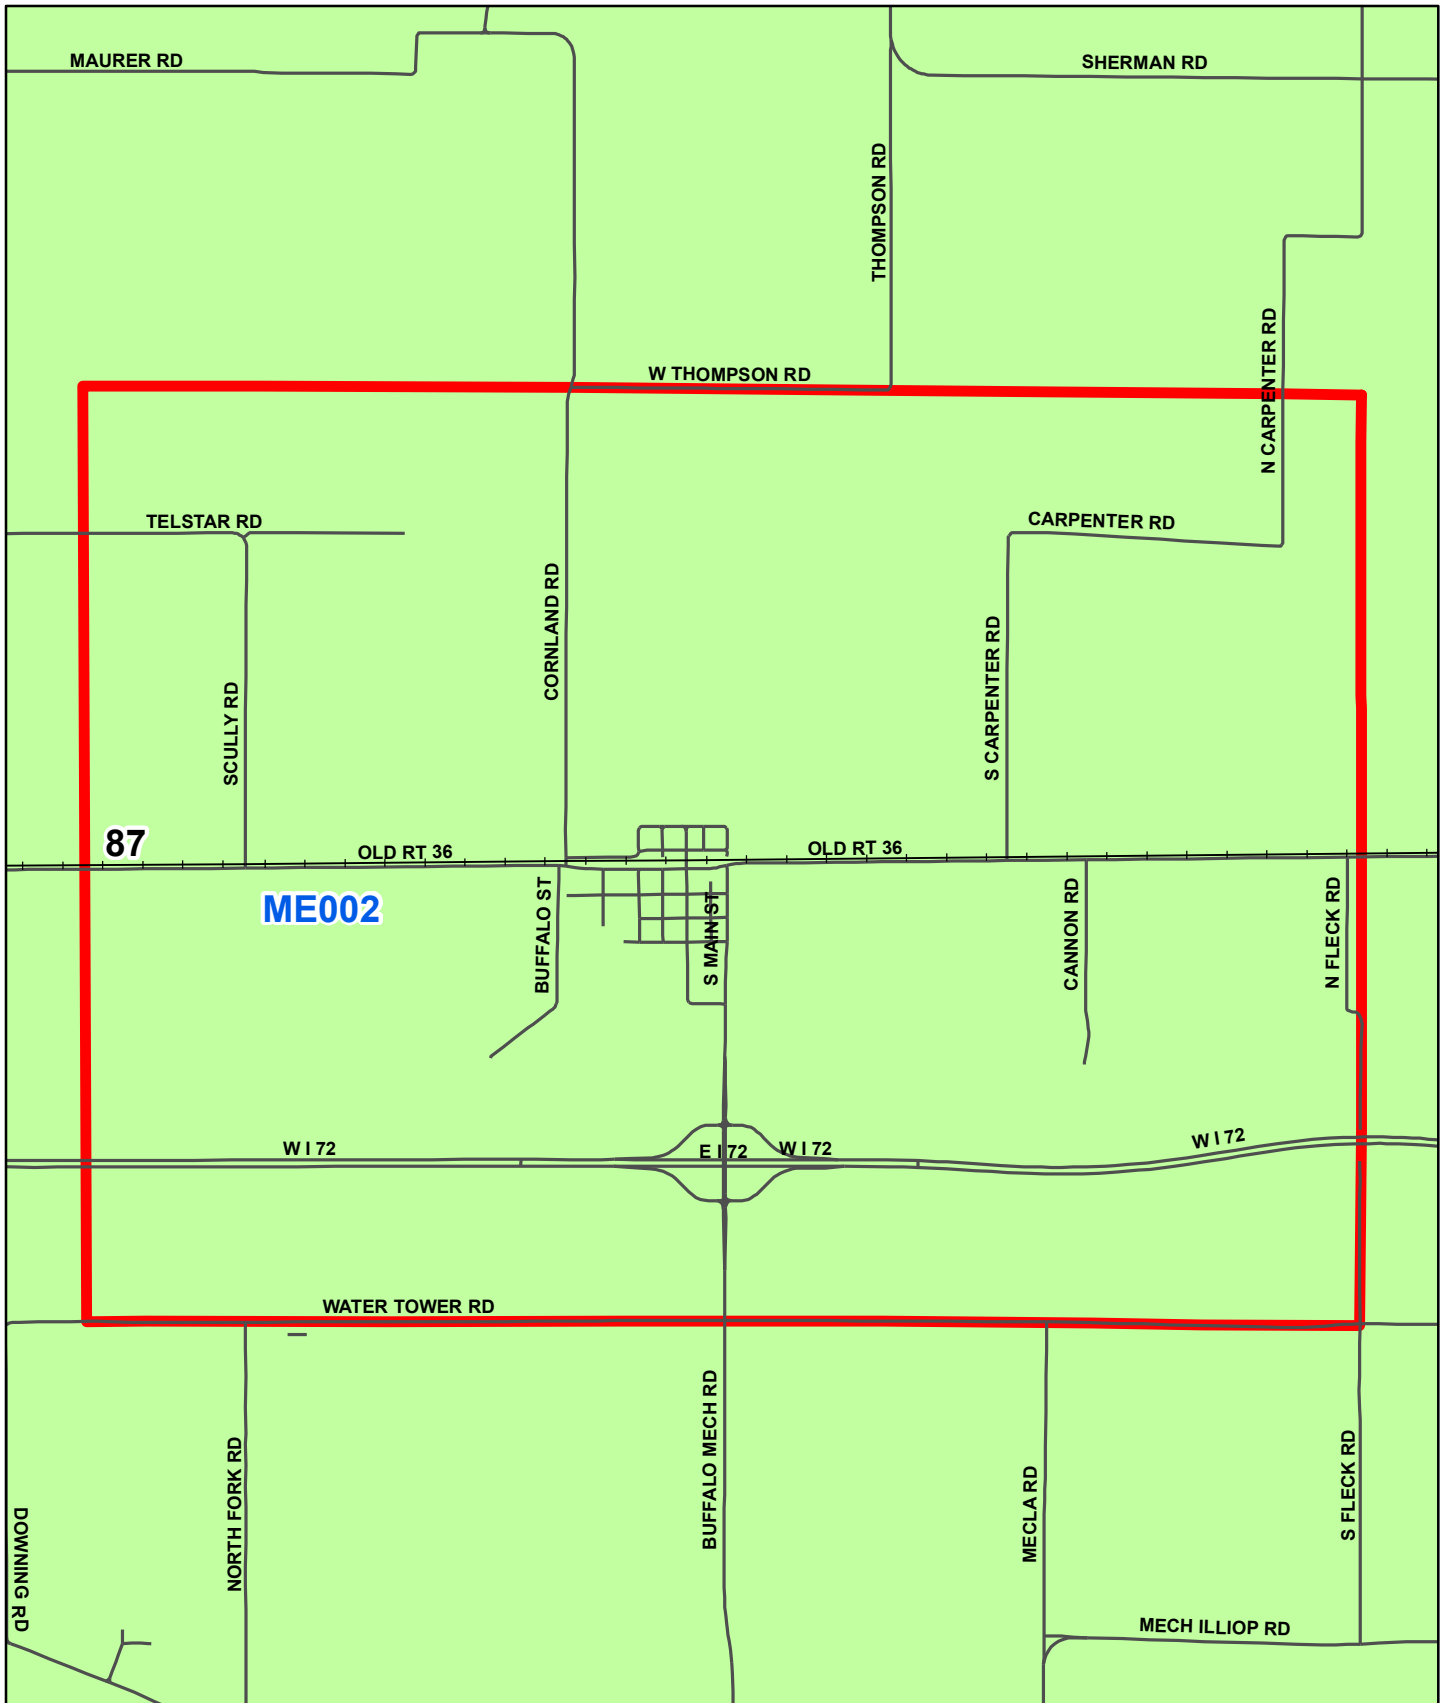 MAURER RD
SHERMAN RD
THOMPSON RD
N CARPENTER RD
W THOMPSON RD
TELSTAR RD
CARPENTER RD
CORNLAND RD
S CARPENTER RD
SCULLY RD
87
OLD RT 36
OLD RT 36
ME002
BUFFALO ST
S MAIN ST
CANNON RD
N FLECK RD
W I 72
E I 72
W I 72
W I 72
WATER TOWER RD
BUFFALO MECH RD
NORTH FORK RD
MECLA RD
S FLECK RD
DOWNING RD
MECH ILLIOP RD